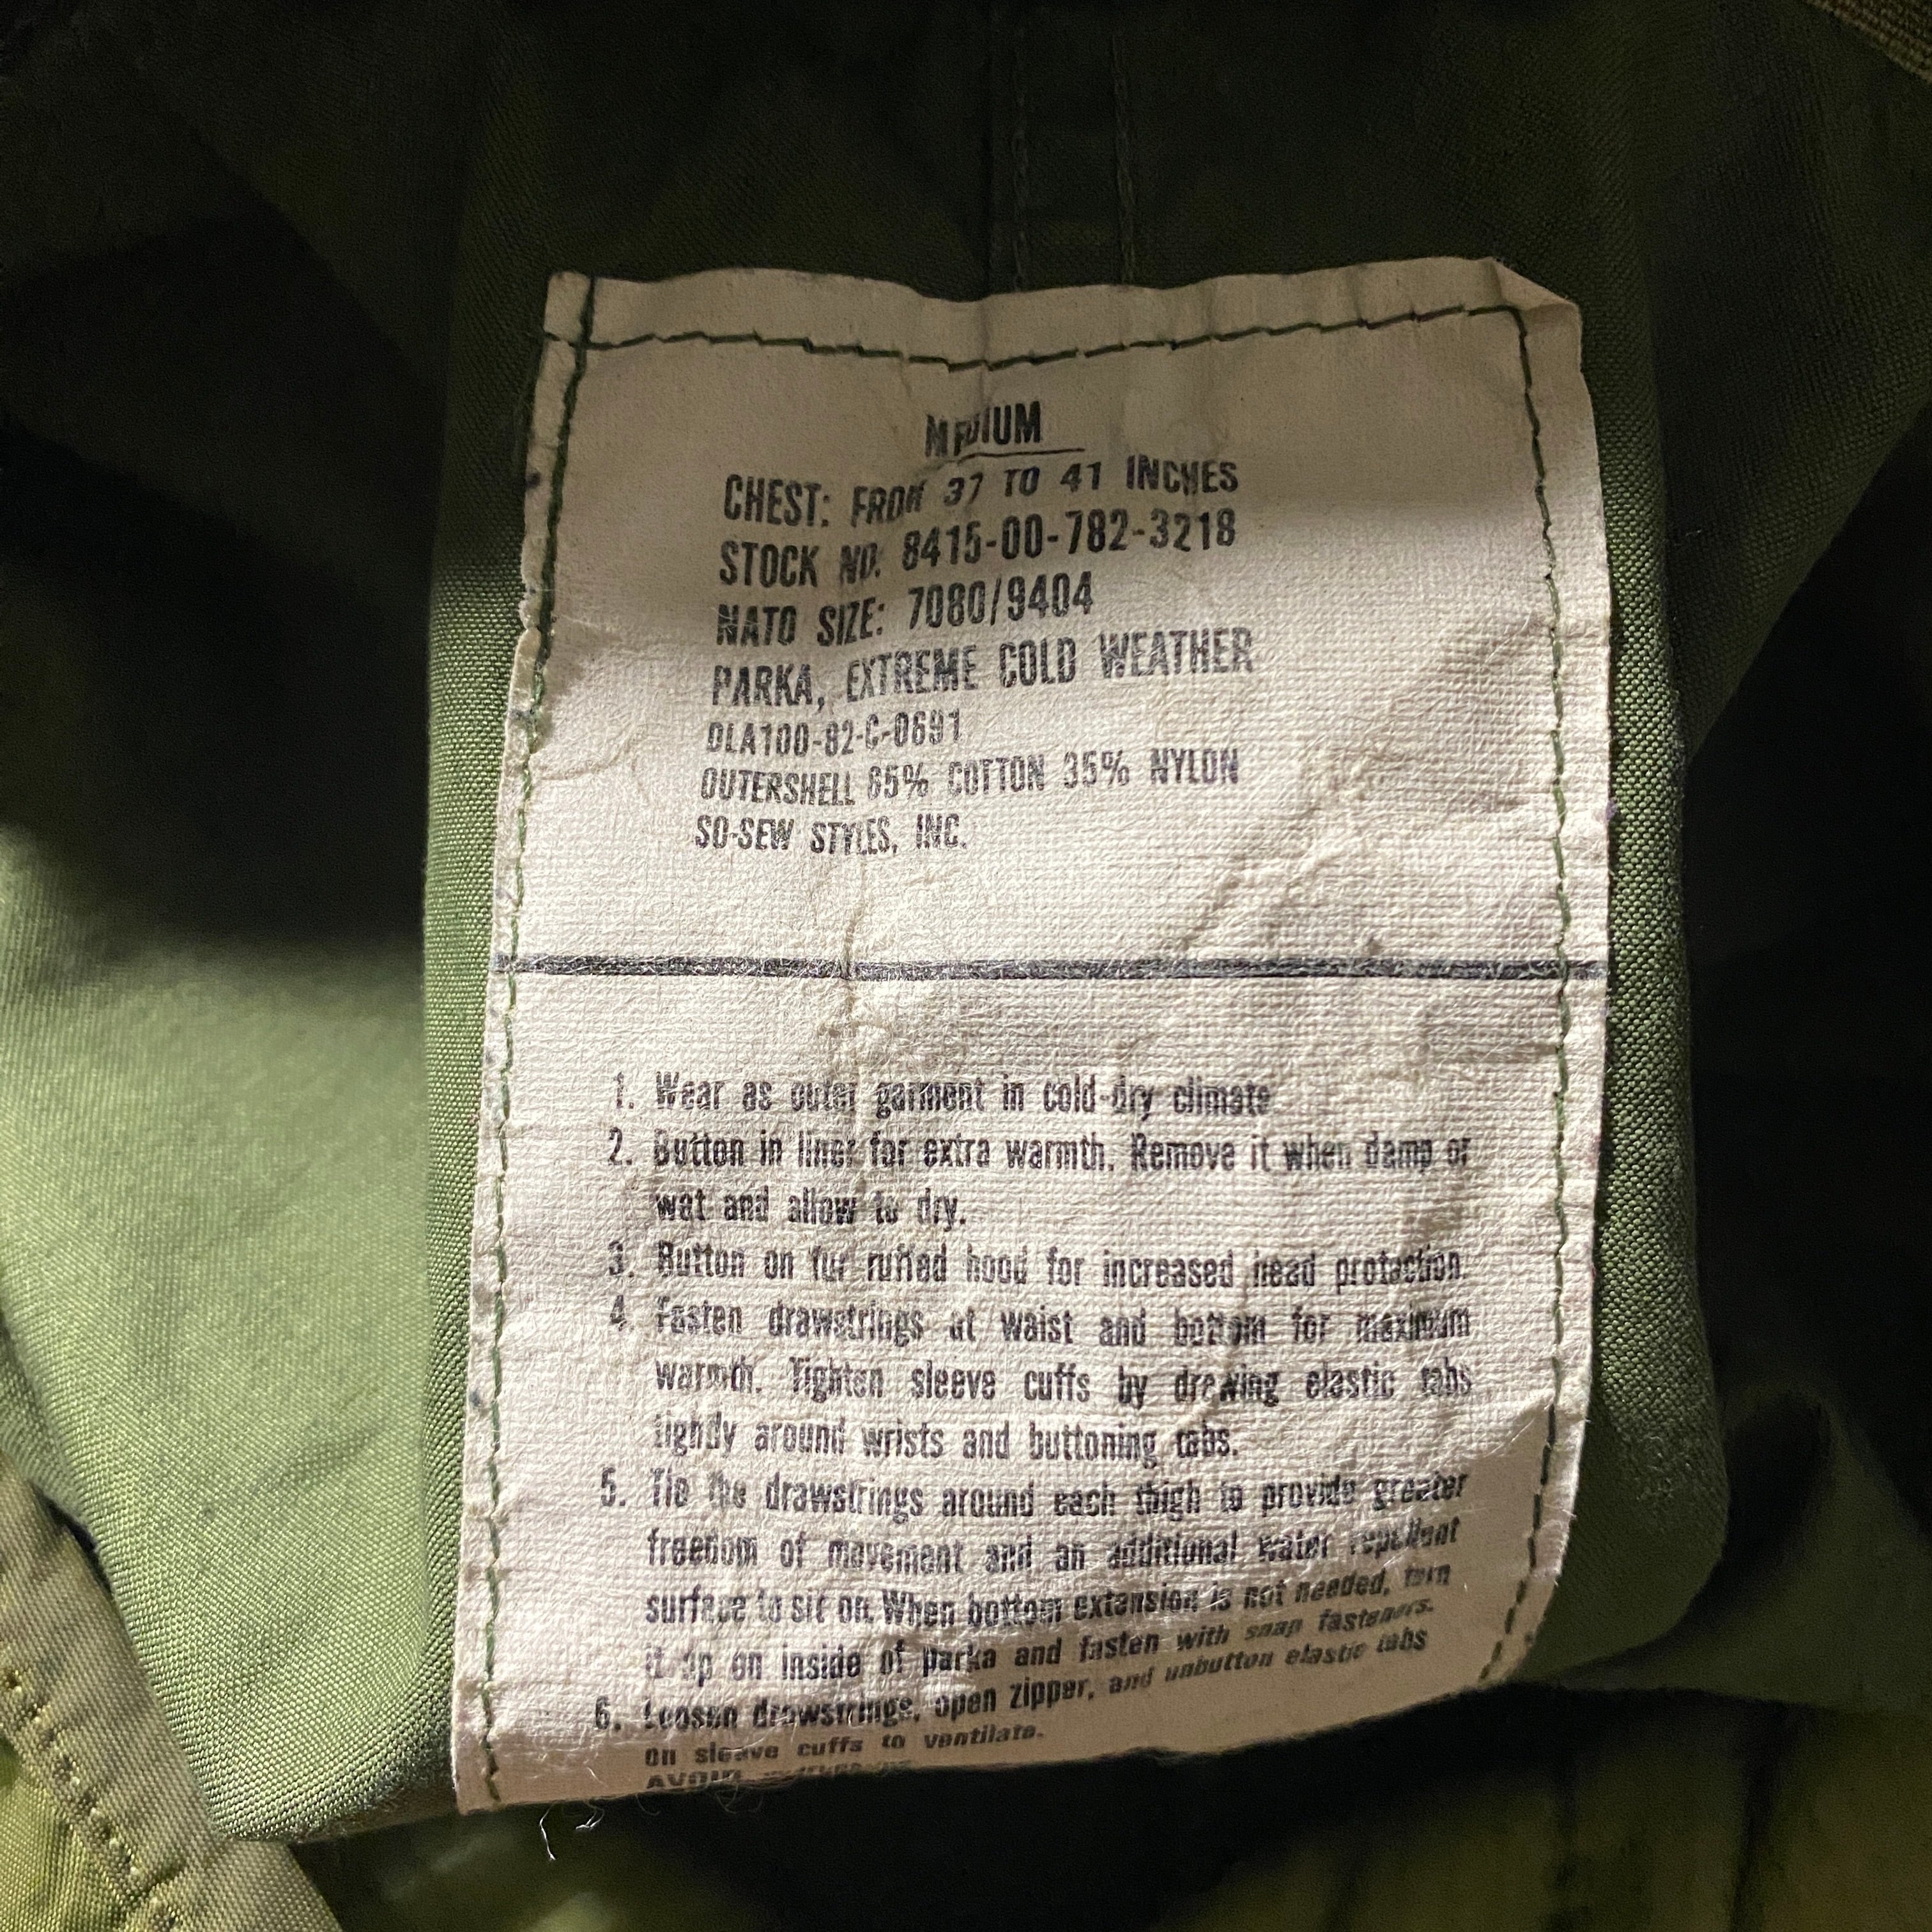 MEDIUM
CHEST: FROM 37 TO 41 INCHES
STOCK NO. 8415-00-782-3218
NATO SIZE: 7080/9404
PARKA, EXTREME COLD WEATHER
DLA100-82-C-0691
OUTERSHELL 65% COTTON 35% NYLON
SO-SEW STYLES, INC.
1. Wear as outer garment in cold-dry climate
2. Button in liner for extra warmth. Remove it when damp or
wet and allow to dry.
3. Button on fur ruffed hood for increased head protection.
4. Fasten drawstrings at waist and bottom for maximum
warmth. Tighten sleeve cuffs by drawing elastic tabs
tightly around wrists and buttoning tabs.
5. Tie the drawstrings around each thigh to provide greater
freedom of movement and an additional water repellent
surface to sit on. When bottom extension is not needed, turn
it up on inside of parka and fasten with snap fasteners.
6. Loosen drawstrings, open zipper, and unbutton elastic tabs
on sleeve cuffs to ventilate.
AVOID